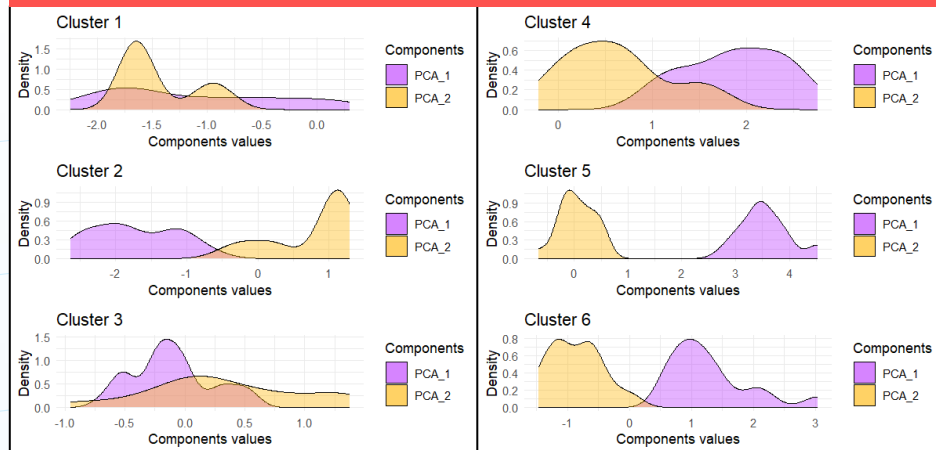 Cluster 1
Density
1.5
1.0
0.5
0.0
-2.0 -1.5 -1.0 -0.5 0.0
Components values
Components
PCA_1
PCA_2
Cluster 2
Density
0.9
0.6
0.3
0.0
-2 -1 0 1
Components values
Components
PCA_1
PCA_2
Cluster 3
Density
1.5
1.0
0.5
0.0
-1.0 -0.5 0.0 0.5 1.0
Components values
Components
PCA_1
PCA_2
Cluster 4
Density
0.6
0.4
0.2
0.0
0 1 2
Components values
Components
PCA_1
PCA_2
Cluster 5
Density
0.9
0.6
0.3
0.0
0 1 2 3 4
Components values
Components
PCA_1
PCA_2
Cluster 6
Density
0.8
0.6
0.4
0.2
0.0
-1 0 1 2 3
Components values
Components
PCA_1
PCA_2